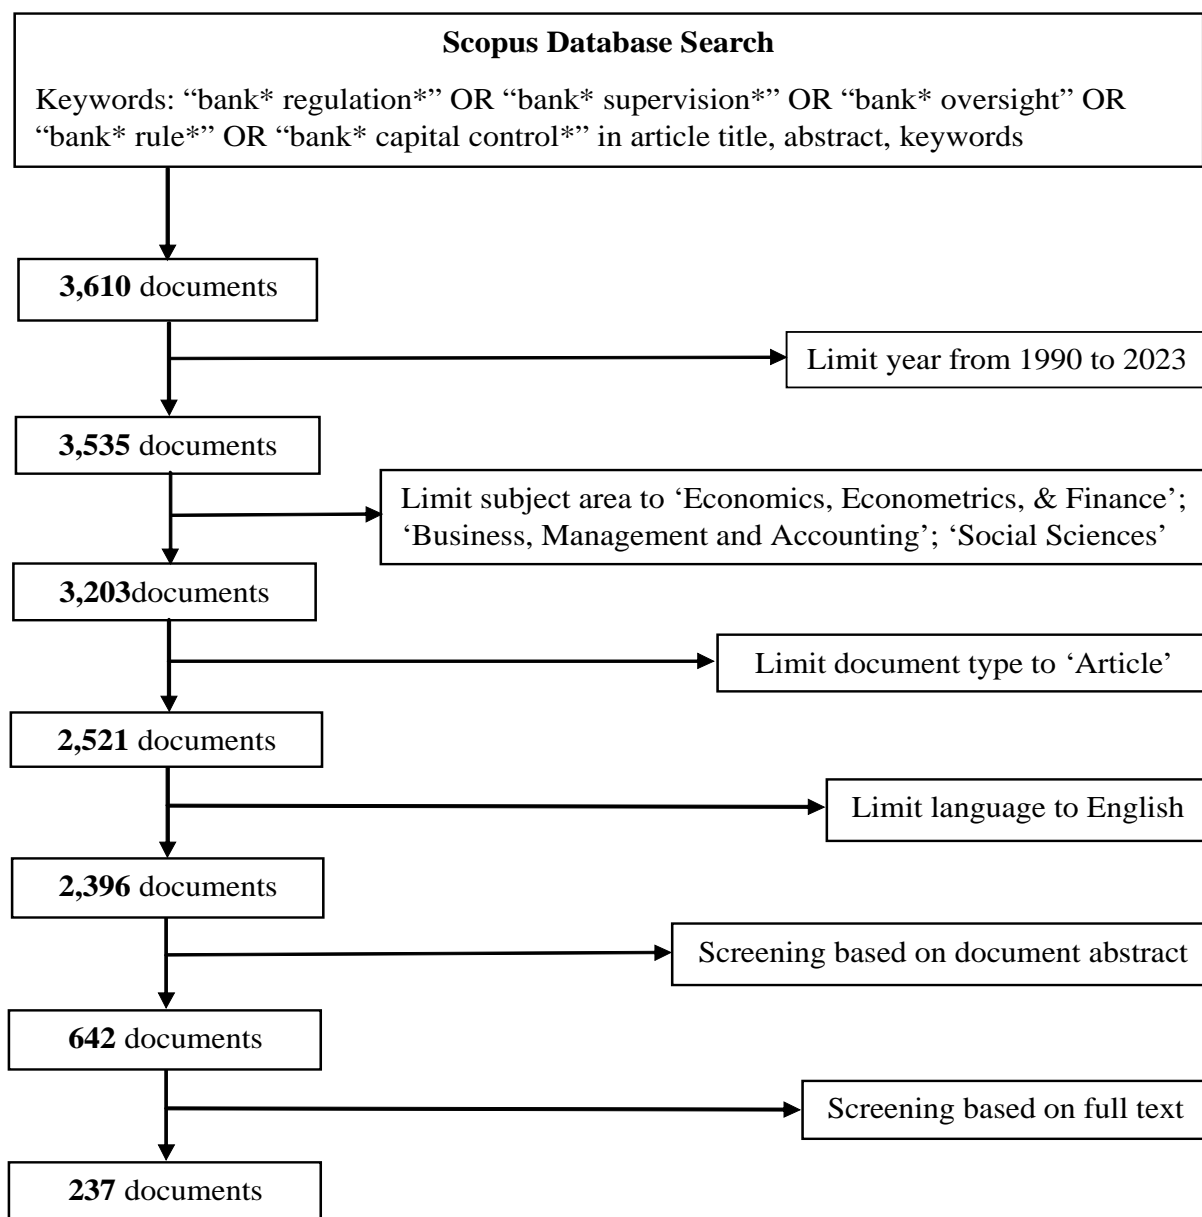 Scopus Database Search
Keywords: “bank* regulation*” OR “bank* supervision*” OR “bank* oversight” OR
“bank* rule*” OR “bank* capital control*” in article title, abstract, keywords
3,610 documents
Limit year from 1990 to 2023
3,535 documents
Limit subject area to ‘Economics, Econometrics, & Finance’;
‘Business, Management and Accounting’; ‘Social Sciences’
3,203documents
Limit document type to ‘Article’
2,521 documents
Limit language to English
2,396 documents
Screening based on document abstract
642 documents
Screening based on full text
237 documents